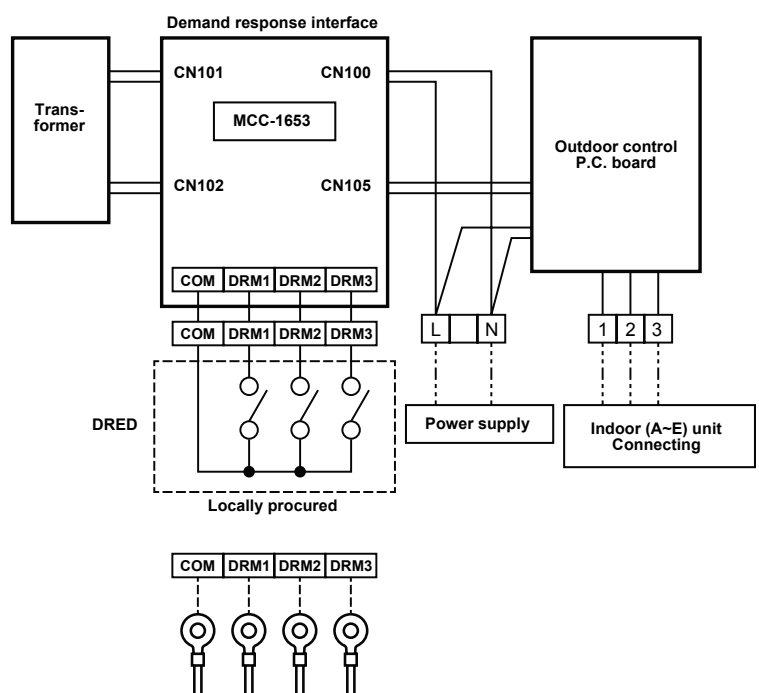 Demand response interface
Trans-
former
CN101
CN100
MCC-1653
CN102
CN105
Outdoor control
P.C. board
COM DRM1 DRM2 DRM3
COM DRM1 DRM2 DRM3
L N
1 2 3
DRED
Power supply
Indoor (A~E) unit
Connecting
Locally procured
COM DRM1 DRM2 DRM3